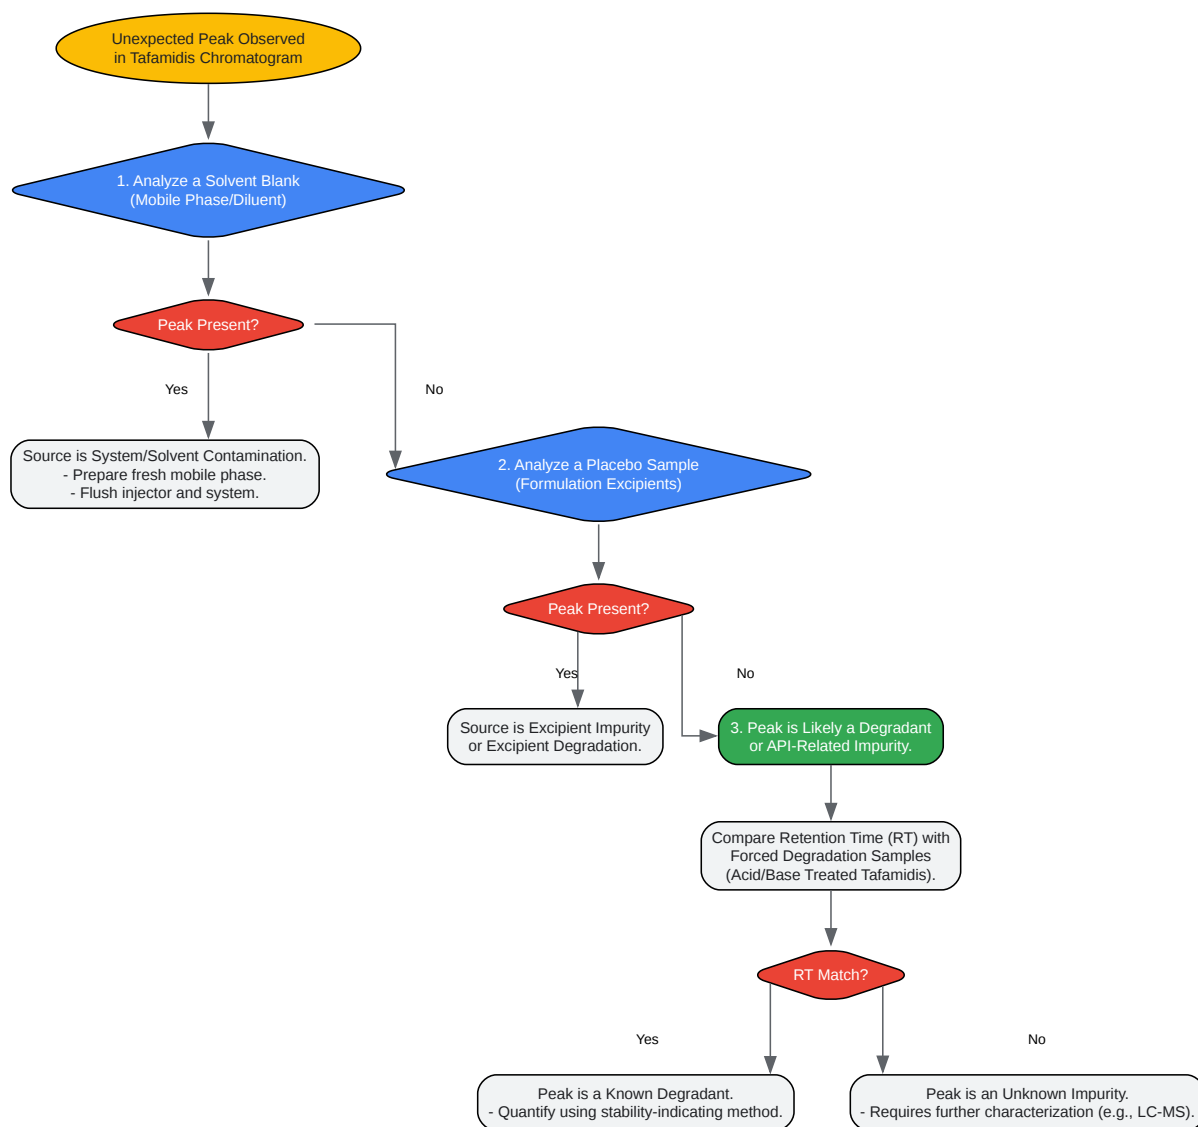 Unexpected Peak Observed
in Tafamidis Chromatogram
1. Analyze a Solvent Blank
(Mobile Phase/Diluent)
Peak Present?
Yes
No
Source is System/Solvent Contamination.
- Prepare fresh mobile phase.
- Flush injector and system.
2. Analyze a Placebo Sample
(Formulation Excipients)
Peak Present?
Yes
No
Source is Excipient Impurity
or Excipient Degradation.
3. Peak is Likely a Degradant
or API-Related Impurity.
Compare Retention Time (RT) with
Forced Degradation Samples
(Acid/Base Treated Tafamidis).
RT Match?
Yes
No
Peak is a Known Degradant.
- Quantify using stability-indicating method.
Peak is an Unknown Impurity.
- Requires further characterization (e.g., LC-MS).